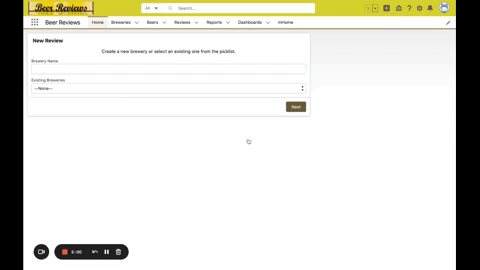 Beer Reviews
All
Search...
Beer Reviews
Home
Breweries
Beers
Reviews
Reports
Dashboards
inHome
New Review
Create a new brewery or select an existing one from the picklist.
Brewery Name
Existing Breweries
--None--
Next
5:00